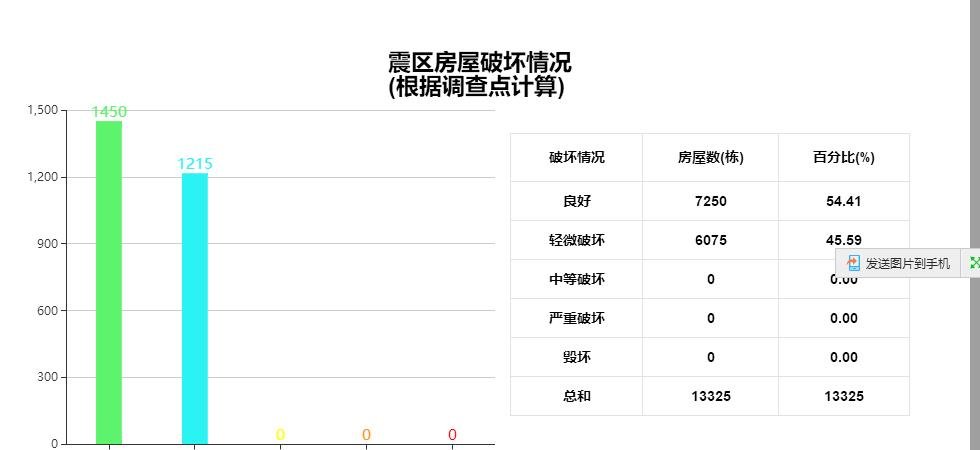 震区房屋破坏情况
(根据调查点计算)
1,500
1,200
900
600
300
0
1450
1215
0
0
0
破坏情况 房屋数(栋) 百分比(%)
良好 7250 54.41
轻微破坏 6075 45.59
发送图片到手机
中等破坏 0 0.00
严重破坏 0 0.00
毁坏 0 0.00
总和 13325 13325